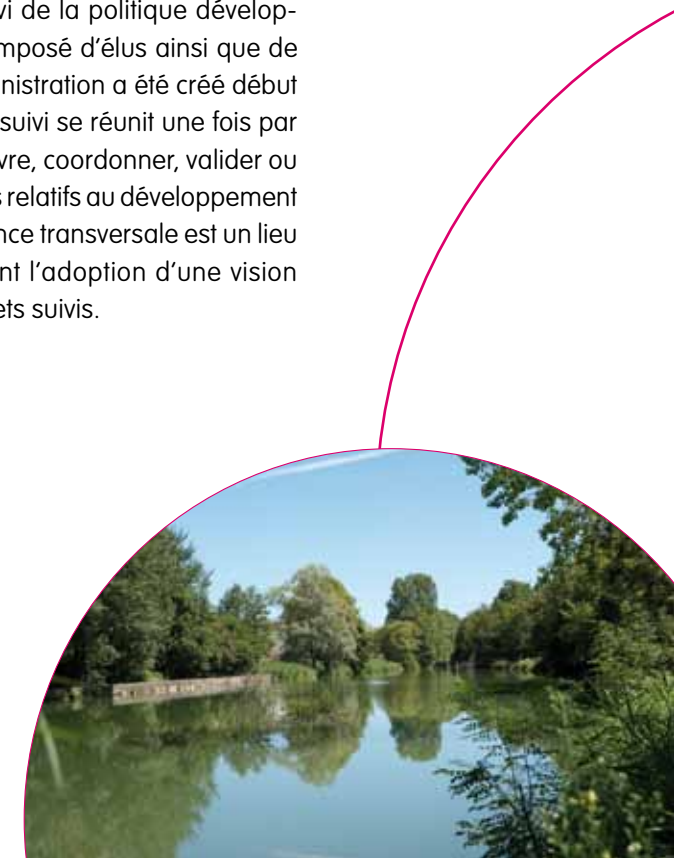 vi de la politique dévelop-
mposé d'élus ainsi que de
nistration a été créé début
suivi se réunit une fois par
vre, coordonner, valider ou
s relatifs au développement
nce transversale est un lieu
nt l'adoption d'une vision
ets suivis.